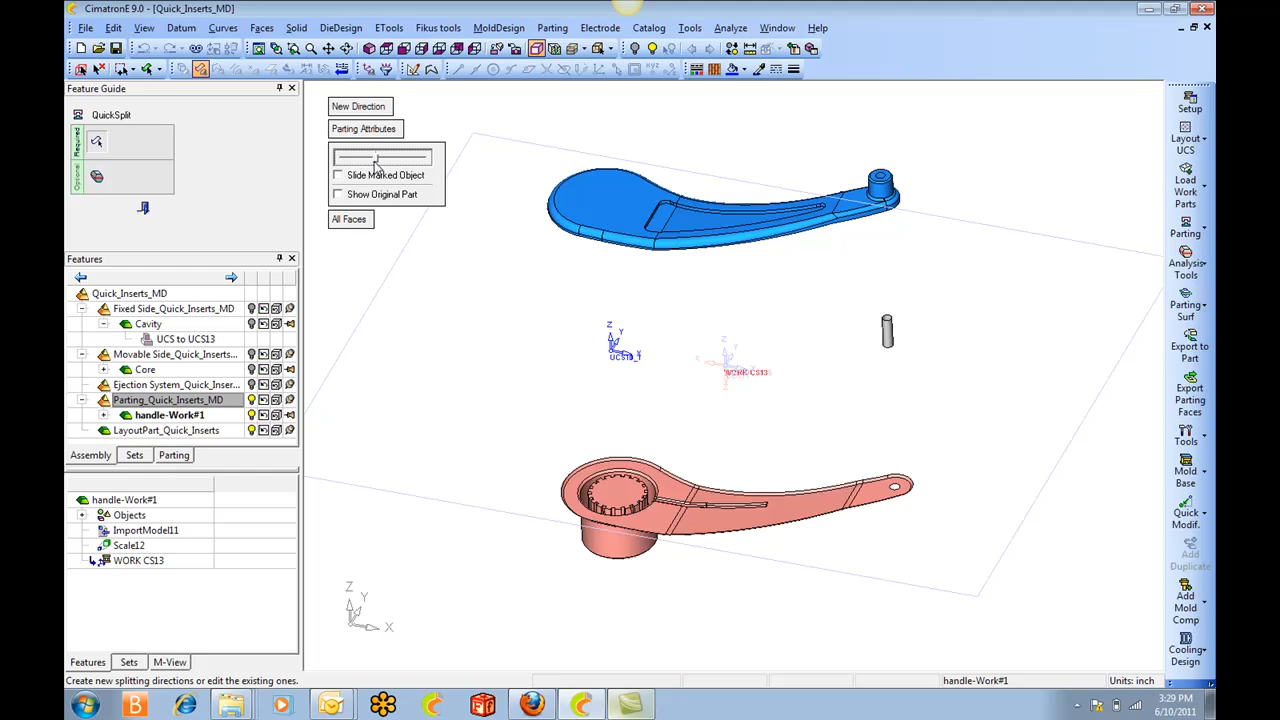 CimatronE 9.0 - [Quick_Inserts_MD]
File Edit View Datum Curves Faces Solid DieDesign ETools Fikus tools MoldDesign Parting Electrode Catalog Tools Analyze Window Help
Feature Guide
QuickSplit
Required
Optional
New Direction
Parting Attributes
Slide Marked Object
Show Original Part
All Faces
Features
Quick_Inserts_MD
Fixed Side_Quick_Inserts_MD
Cavity
UCS to UCS13
Movable Side_Quick_Inserts...
Core
Ejection System_Quick_Inser...
Parting_Quick_Inserts_MD
handle-Work#1
LayoutPart_Quick_Inserts
Assembly Sets Parting
handle-Work#1
Objects
ImportModel11
Scale12
WORK CS13
Features Sets M-View
Z
Y
X
Z
Y
Z
WORK CS13
Setup
Layout
UCS
Load
Work
Parts
Parting
Analysis
Tools
Parting
Surf
Export to
Part
Export
Parting
Faces
Tools
Mold
Base
Quick
Modif.
Add
Duplicate
Add
Mold
Comp
Cooling
Design
Create new splitting directions or edit the existing ones.
handle-Work#1
Units: inch
3:29 PM
6/10/2011